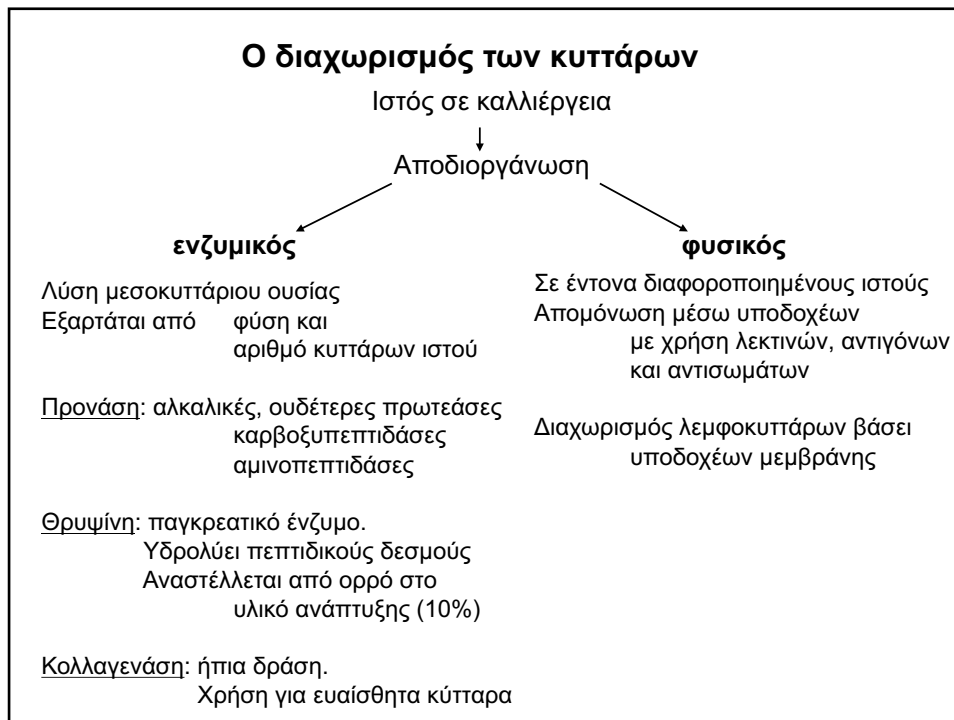 Ο διαχωρισμός των κυττάρων
Ιστός σε καλλιέργεια
Αποδιοργάνωση
ενζυμικός
Λύση μεσοκυττάριου ουσίας
Εξαρτάται από φύση και
αριθμό κυττάρων ιστού
Προνάση: αλκαλικές, ουδέτερες πρωτεάσες
καρβοξυπεπτιδάσες
αμινοπεπτιδάσες
Θρυψίνη: παγκρεατικό ένζυμο.
Υδρολύει πεπτιδικούς δεσμούς
Αναστέλλεται από ορρό στο
υλικό ανάπτυξης (10%)
Κολλαγενάση: ήπια δράση.
Χρήση για ευαίσθητα κύτταρα
φυσικός
Σε έντονα διαφοροποιημένους ιστούς
Απομόνωση μέσω υποδοχέων
με χρήση λεκτινών, αντιγόνων
και αντισωμάτων
Διαχωρισμός λεμφοκυττάρων βάσει
υποδοχέων μεμβράνης